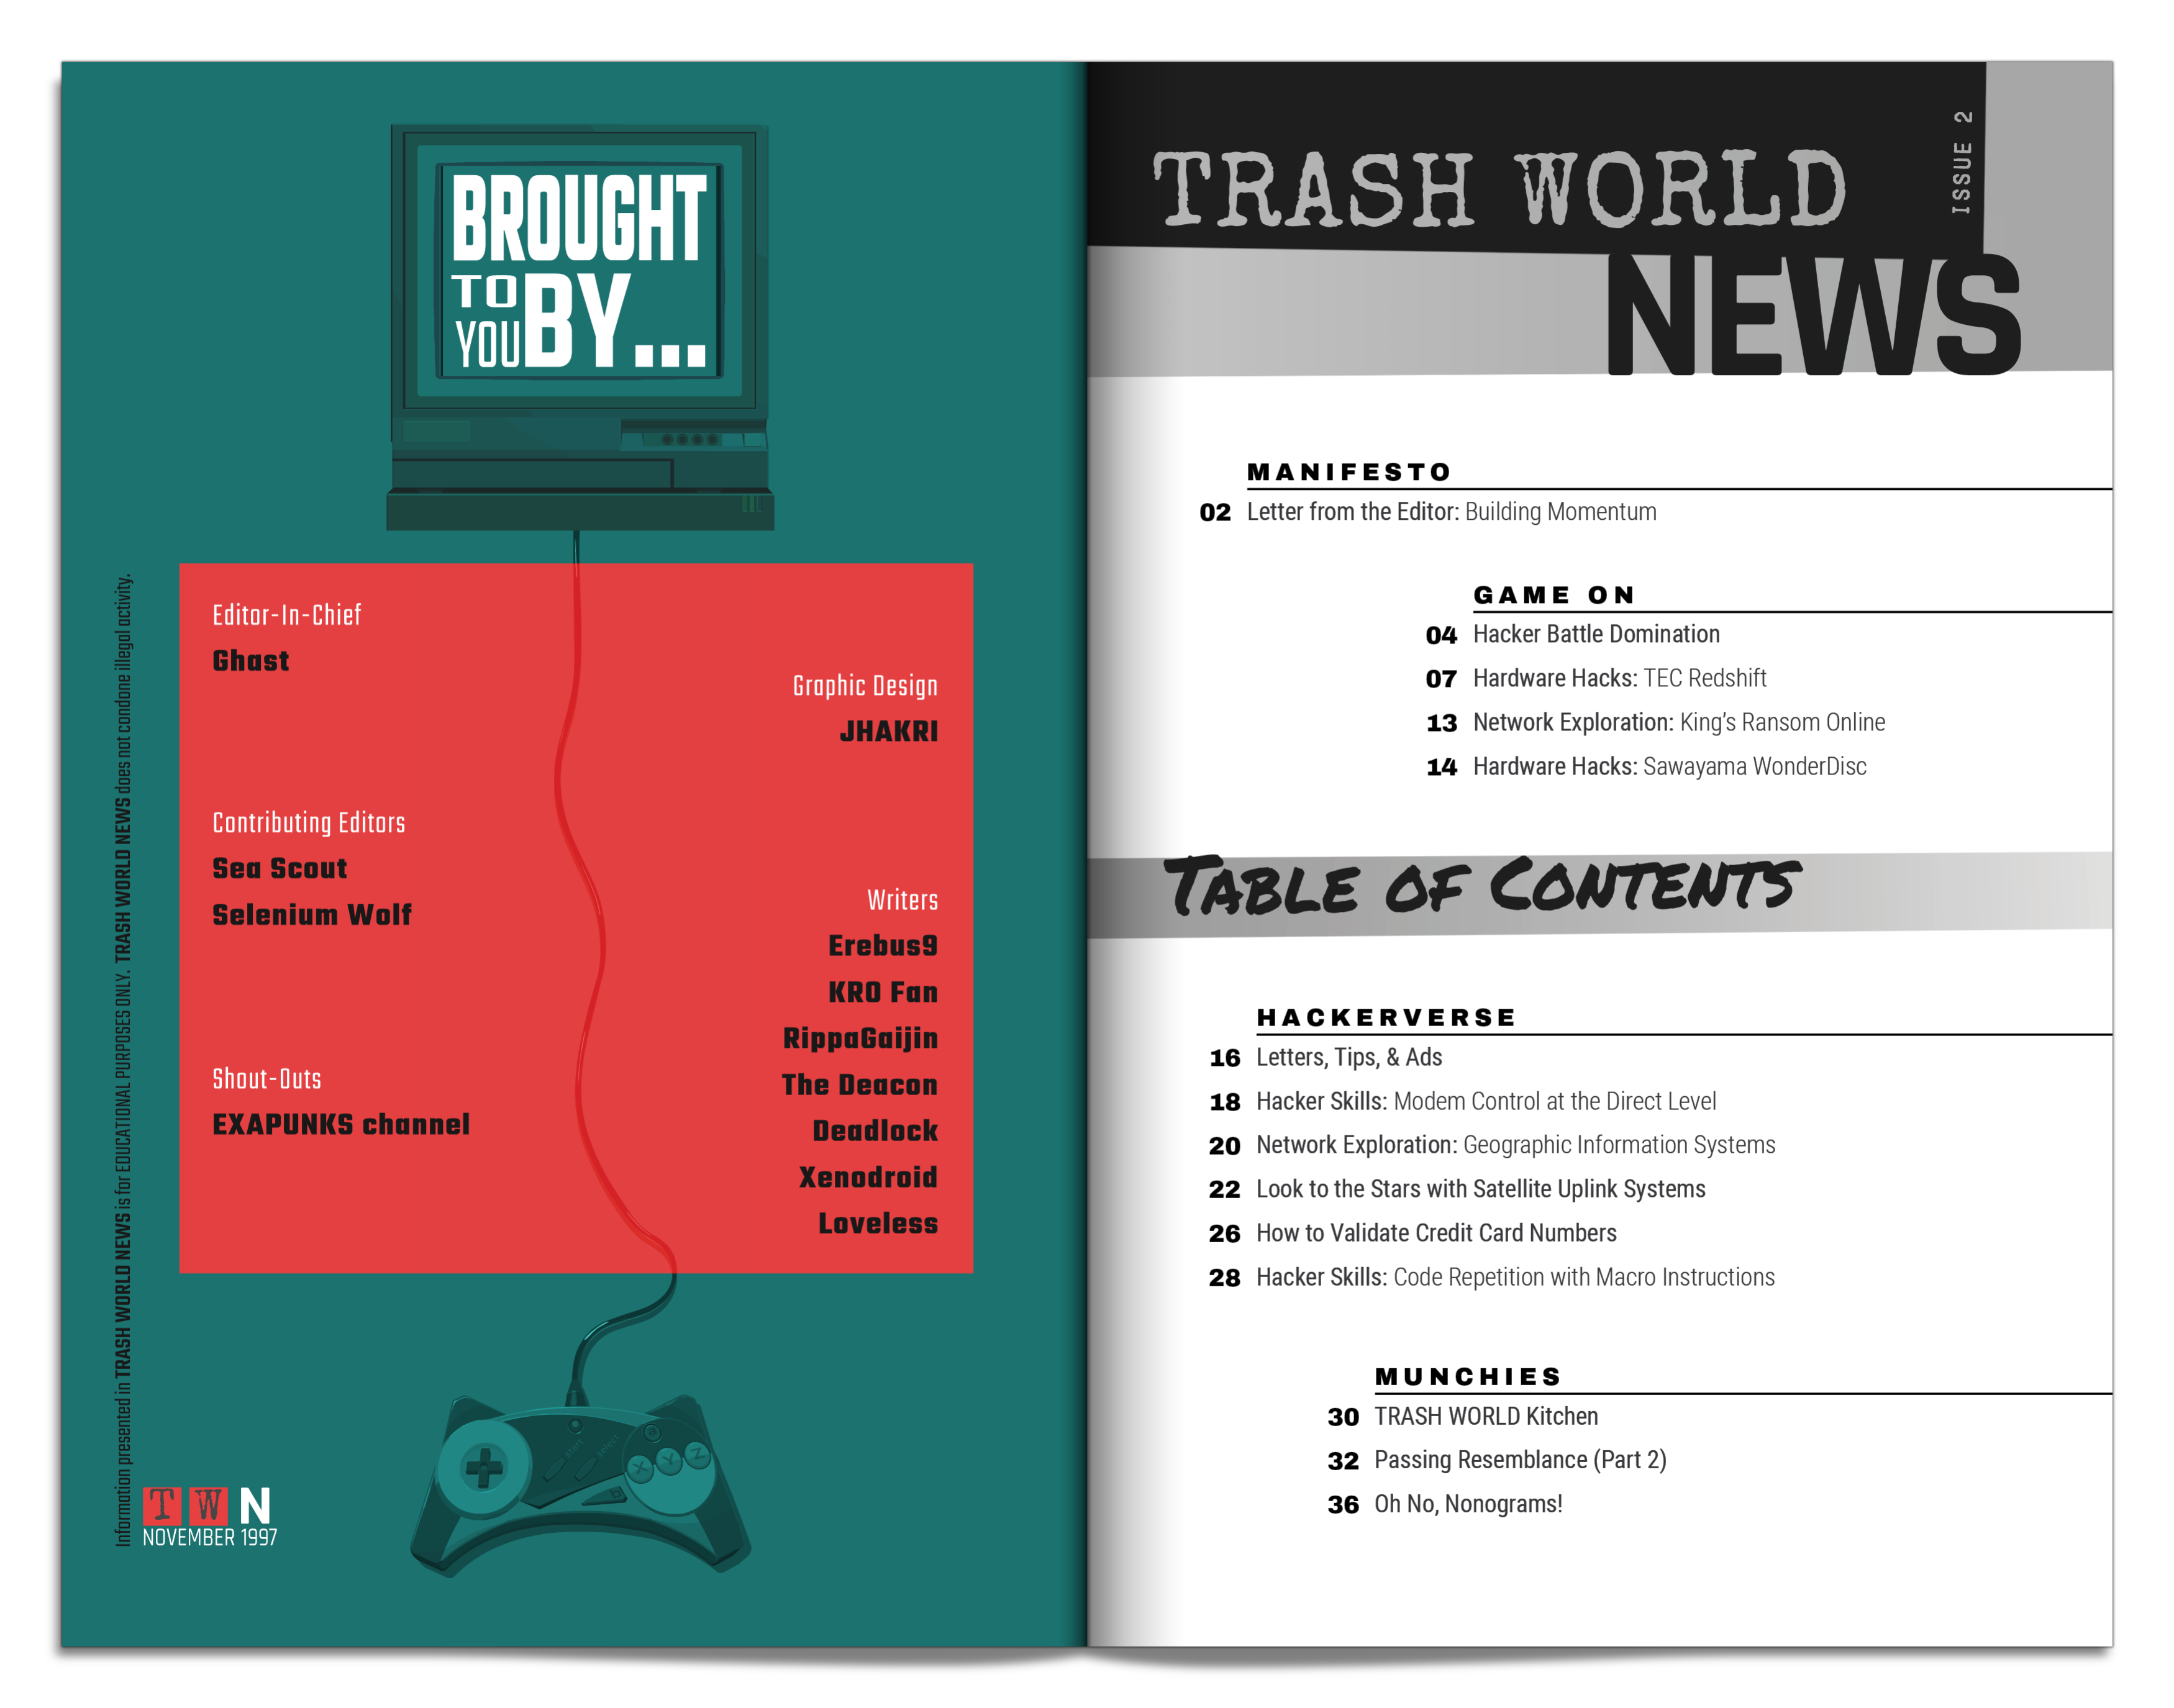 BROUGHT
TO
YOU BY...
Editor-In-Chief
Ghast
Graphic Design
JHAKRI
Contributing Editors
Sea Scout
Selenium Wolf
Writers
Erebus9
KRO Fan
RippaGaijin
The Deacon
Deadlock
Xenodroid
Loveless
Shout-Outs
EXAPUNKS channel
Information presented in TRASH WORLD NEWS is for EDUCATIONAL PURPOSES ONLY. TRASH WORLD NEWS does not condone illegal activity.
start
select
X
Y
Z
T W N
NOVEMBER 1997
TRASH WORLD
ISSUE 2
NEWS
MANIFESTO
02 Letter from the Editor: Building Momentum
GAME ON
04 Hacker Battle Domination
07 Hardware Hacks: TEC Redshift
13 Network Exploration: King’s Ransom Online
14 Hardware Hacks: Sawayama WonderDisc
TABLE OF CONTENTS
HACKERVERSE
16 Letters, Tips, & Ads
18 Hacker Skills: Modem Control at the Direct Level
20 Network Exploration: Geographic Information Systems
22 Look to the Stars with Satellite Uplink Systems
26 How to Validate Credit Card Numbers
28 Hacker Skills: Code Repetition with Macro Instructions
MUNCHIES
30 TRASH WORLD Kitchen
32 Passing Resemblance (Part 2)
36 Oh No, Nonograms!